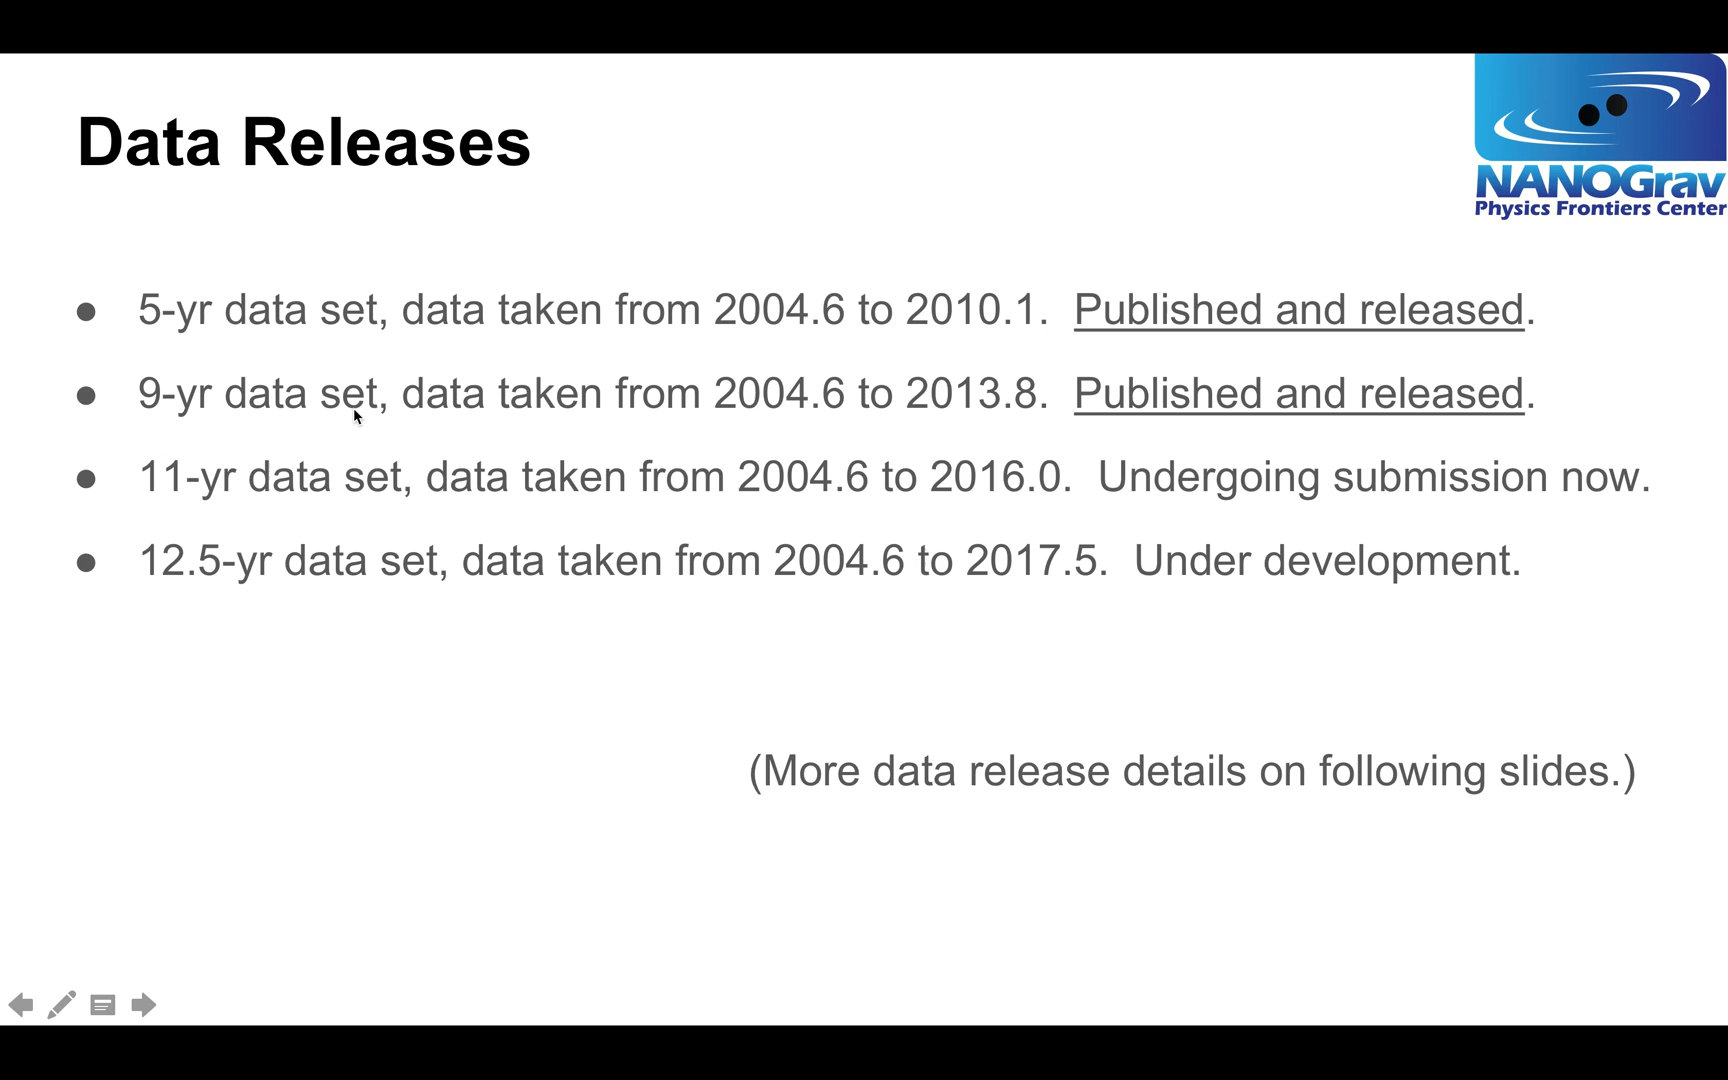 Data Releases
NANOGrav
Physics Frontiers Center
● 5-yr data set, data taken from 2004.6 to 2010.1.  Published and released.
● 9-yr data set, data taken from 2004.6 to 2013.8.  Published and released.
● 11-yr data set, data taken from 2004.6 to 2016.0.  Undergoing submission now.
● 12.5-yr data set, data taken from 2004.6 to 2017.5.  Under development.
(More data release details on following slides.)